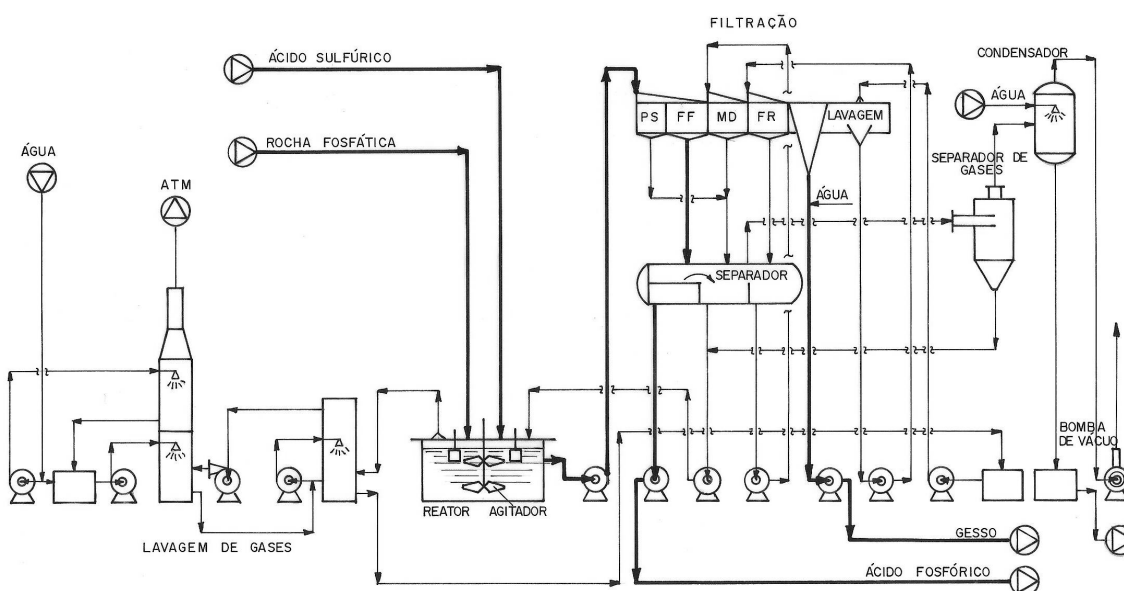 FILTRAÇÃO
ÁCIDO SULFÚRICO
CONDENSADOR
ÁGUA
PS
FF
MD
FR
LAVAGEM
ROCHA FOSFÁTICA
ÁGUA
SEPARADOR DE
GASES
ATM
ÁGUA
SEPARADOR
BOMBA
DE VÁCUO
REATOR
AGITADOR
GESSO
LAVAGEM DE GASES
ÁCIDO FOSFÓRICO